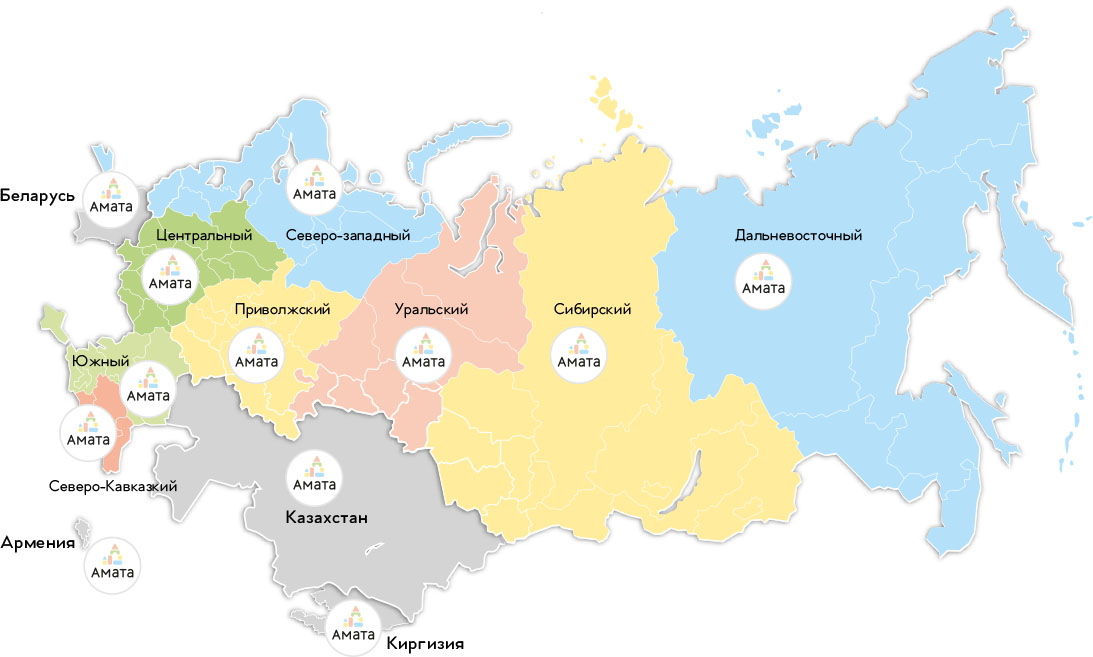 Амата
Беларусь
Амата
Центральный
Северо-западный
Дальневосточный
Амата
Амата
Приволжский
Уральский
Сибирский
Южный
Амата
Амата
Амата
Амата
Амата
Северо-Кавказкий
Амата
Казахстан
Армения
Амата
Амата
Киргизия